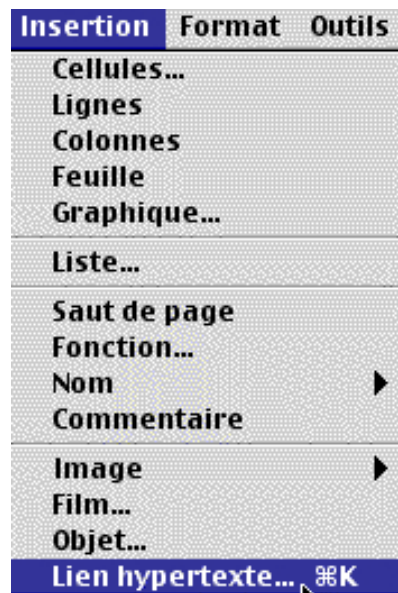 Insertion Format Outils
Cellules...
Lignes
Colonnes
Feuille
Graphique...
Liste...
Saut de page
Fonction...
Nom
Commentaire
Image
Film...
Objet...
Lien hypertexte... ⌘K